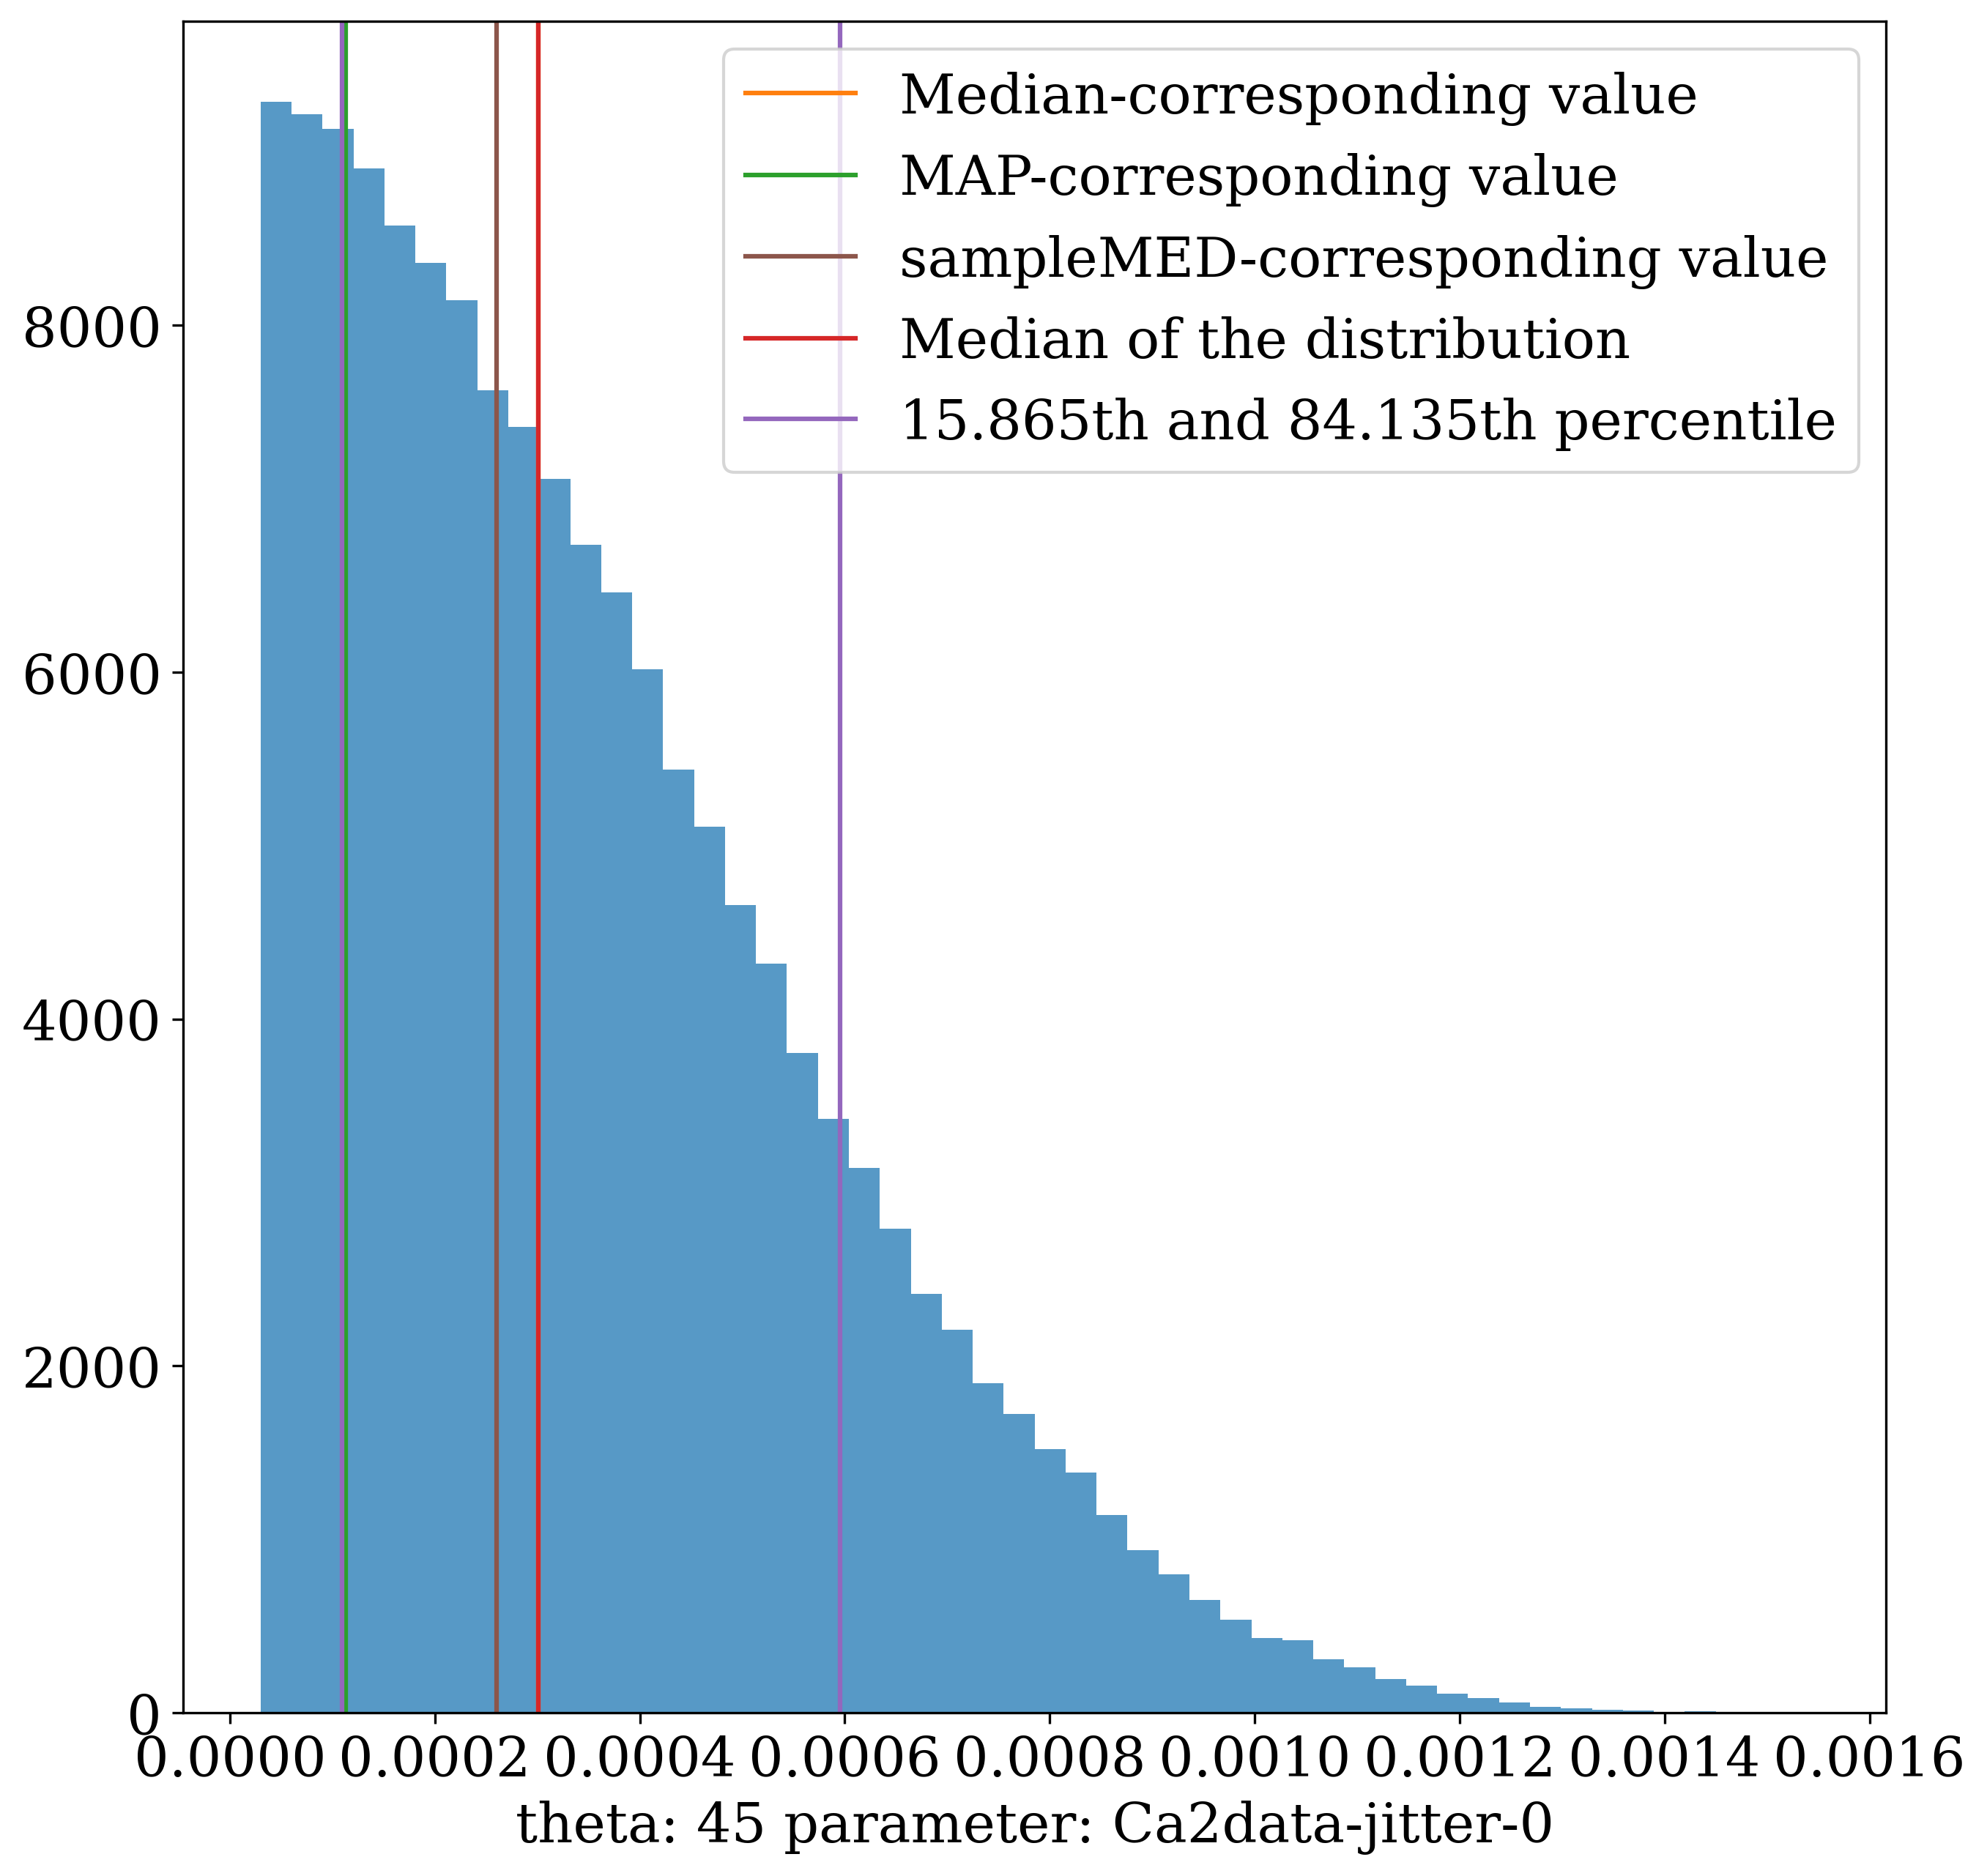 Median-corresponding value
MAP-corresponding value
sampleMED-corresponding value
Median of the distribution
15.865th and 84.135th percentile
8000
6000
4000
2000
0
0.0000 0.0002 0.0004 0.0006 0.0008 0.0010 0.0012 0.0014 0.0016
theta: 45 parameter: Ca2data-jitter-0